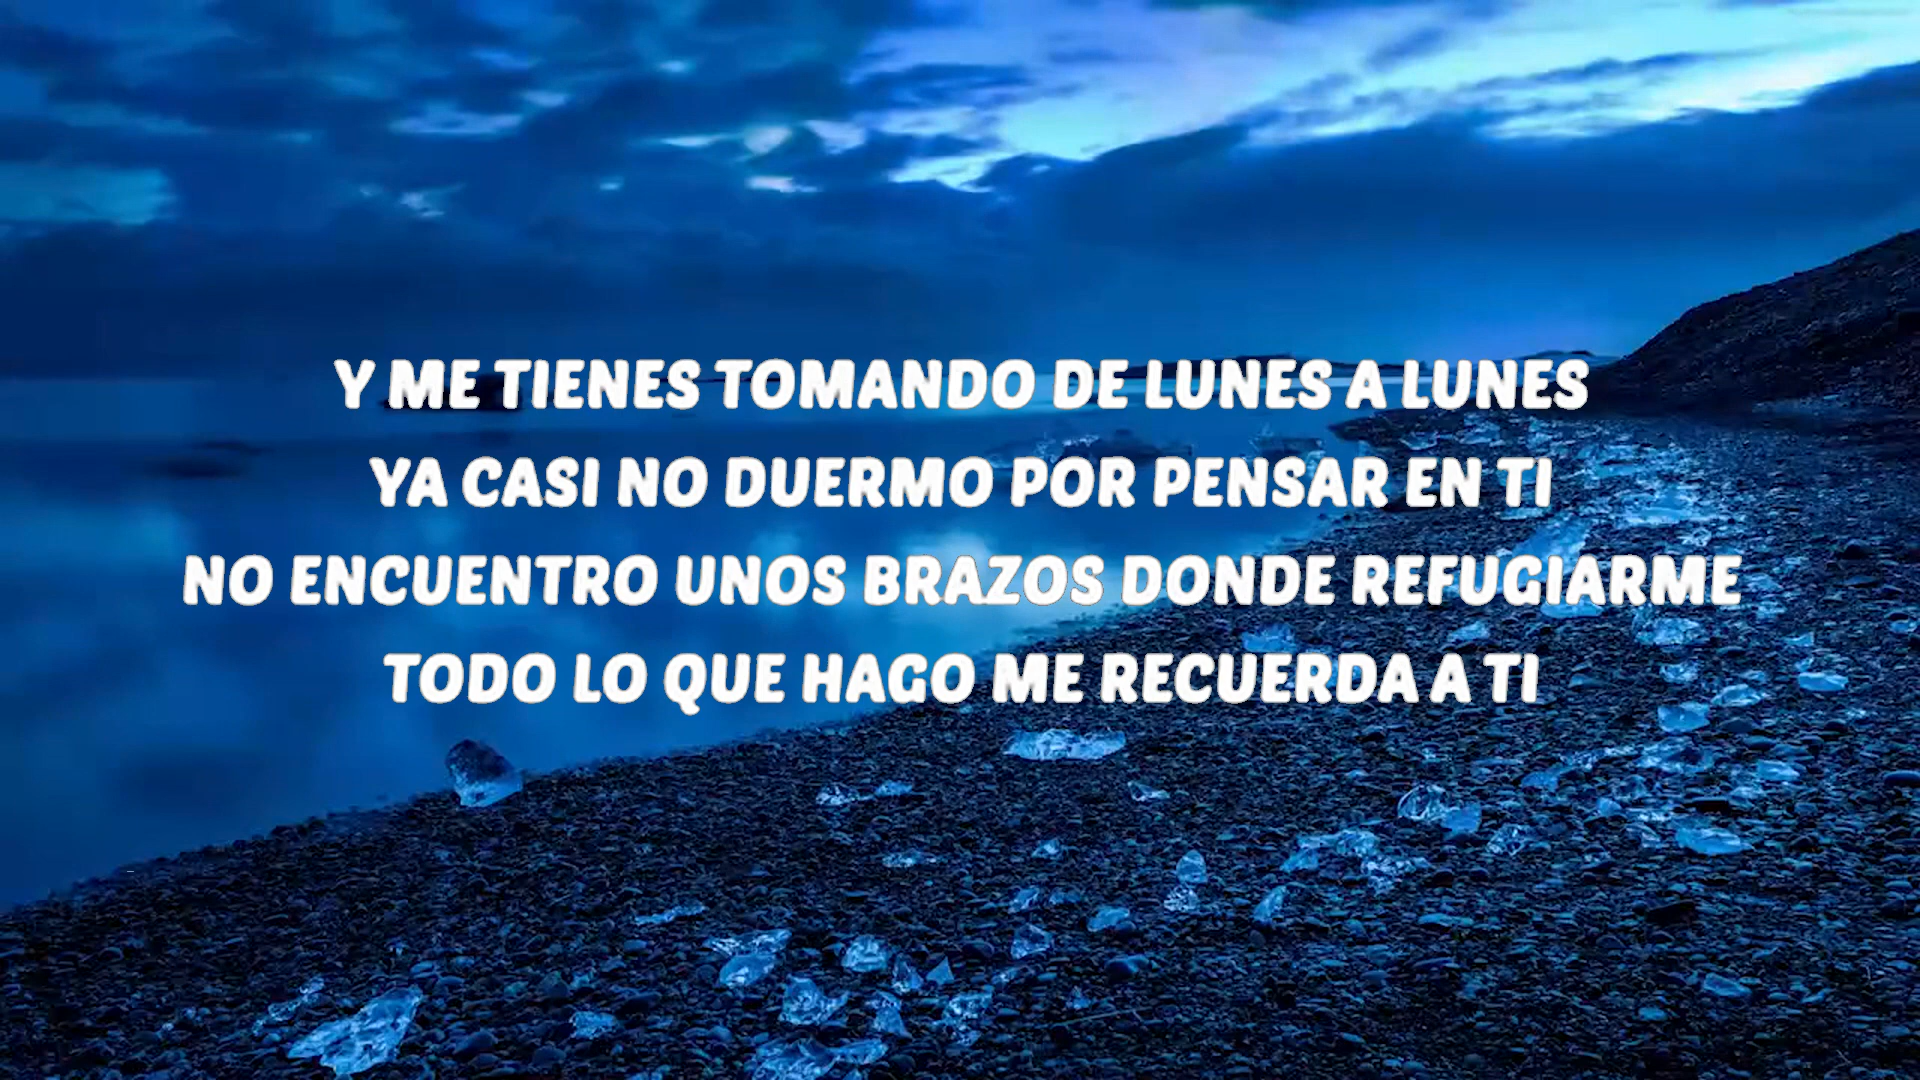 Y ME TIENES TOMANDO DE LUNES A LUNES
YA CASI NO DUERMO POR PENSAR EN TI
NO ENCUENTRO UNOS BRAZOS DONDE REFUGIARME
TODO LO QUE HAGO ME RECUERDA A TI